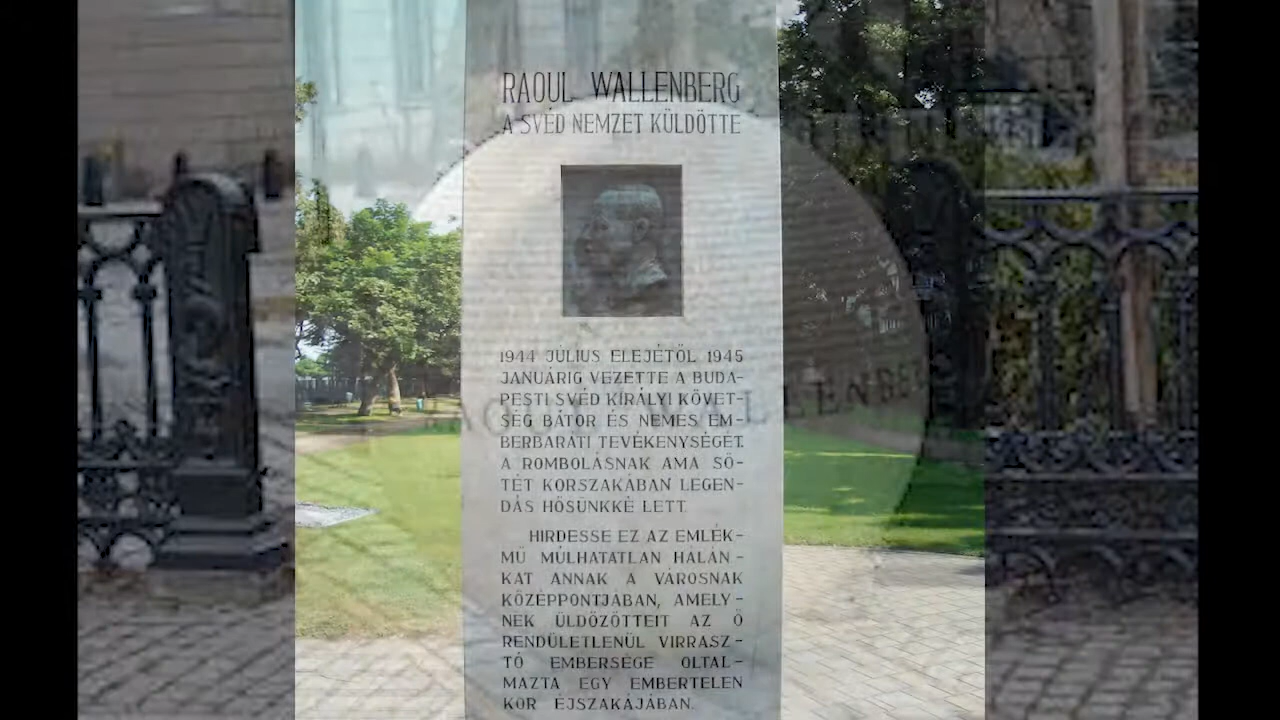 RAOUL WALLENBERG
A SVÉD NEMZET KÜLDÖTTE
1944 JÚLIUS ELEJÉTŐL 1945
JANUÁRIG VEZETTE A BUDA-
PESTI SVÉD KIRÁLYI KÖVET-
SÉG BÁTOR ÉS NEMES EM-
BERBARÁTI TEVÉKENYSÉGÉT.
A ROMBOLÁSNAK AMA SÖ-
TÉT KORSZAKÁBAN LEGEN-
DÁS HŐSÜNKKÉ LETT.
HIRDESSE EZ AZ EMLÉK-
MŰ MÚLHATATLAN HÁLÁN-
KAT ANNAK A VÁROSNAK
KÖZÉPPONTJÁBAN, AMELY-
NEK ÜLDÖZÖTTEIT AZ Ő
RENDÜLETLENÜL VIRRASZ-
TÓ EMBERSÉGE OLTAL-
MAZTA EGY EMBERTELEN
KOR ÉJSZAKÁJÁBAN.